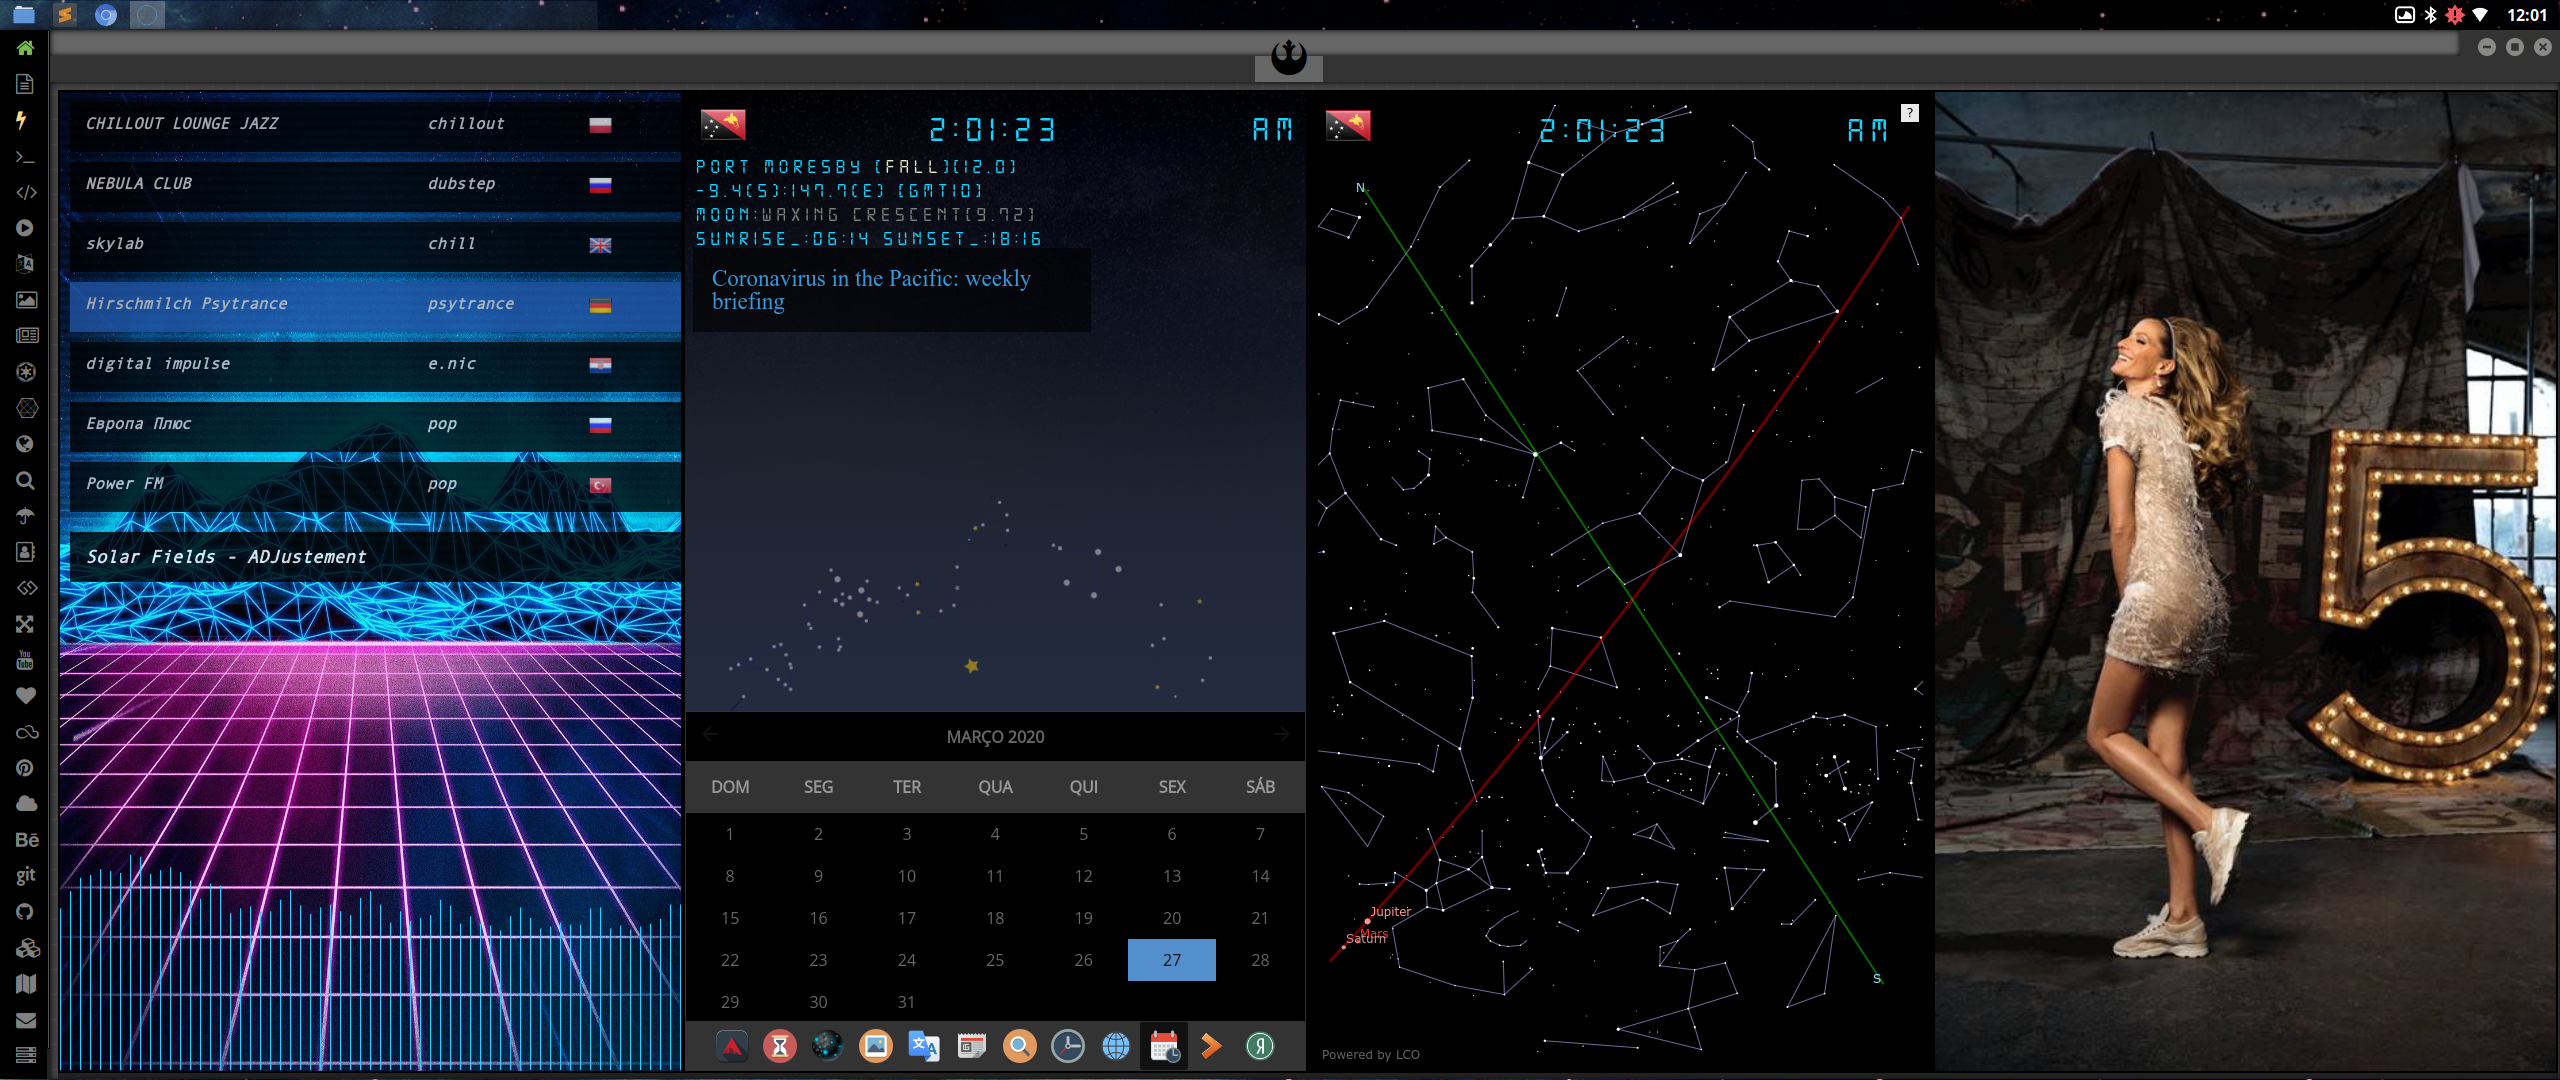 12:01
CHILLOUT LOUNGE JAZZ chillout
NEBULA CLUB dubstep
skylab chill
Hirschmilch Psytrance psytrance
digital impulse e.nic
Европа Плюс pop
Power FM pop
Solar Fields - ADJustement
You
Tube
Bē
git
2:01:23 AM
PORT MORESBY [FALL][12.0]
-9.4(S):147.7(E) [GMT10]
MOON:WAXING CRESCENT[9.72]
SUNRISE_:06:14 SUNSET_:18:16
Coronavirus in the Pacific: weekly
briefing
MARÇO 2020
DOM SEG TER QUA QUI SEX SÁB
1 2 3 4 5 6 7
8 9 10 11 12 13 14
15 16 17 18 19 20 21
22 23 24 25 26 27 28
29 30 31
文A
Я
2:01:23 AM
?
N
Jupiter
Mars
Saturn
S
Powered by LCO
5